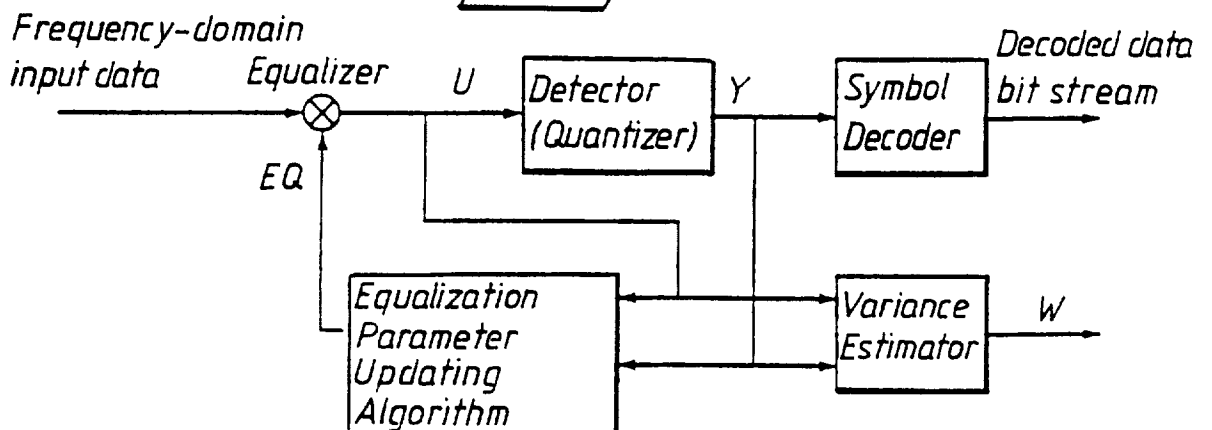 Frequency-domain
input data
Equalizer
U
Detector
(Quantizer)
Y
Symbol
Decoder
Decoded data
bit stream
EQ
Equalization
Parameter
Updating
Algorithm
Variance
Estimator
W